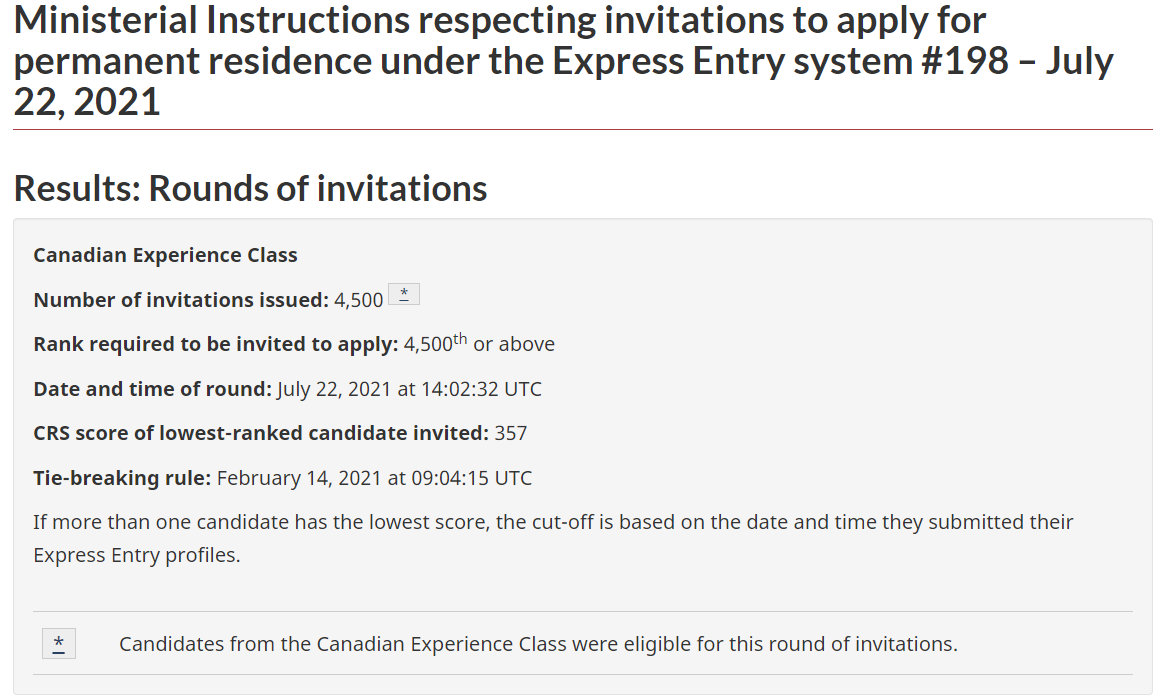 Ministerial Instructions respecting invitations to apply for
permanent residence under the Express Entry system #198 – July
22, 2021
Results: Rounds of invitations
Canadian Experience Class
Number of invitations issued: 4,500 *
Rank required to be invited to apply: 4,500th or above
Date and time of round: July 22, 2021 at 14:02:32 UTC
CRS score of lowest-ranked candidate invited: 357
Tie-breaking rule: February 14, 2021 at 09:04:15 UTC
If more than one candidate has the lowest score, the cut-off is based on the date and time they submitted their
Express Entry profiles.
* Candidates from the Canadian Experience Class were eligible for this round of invitations.